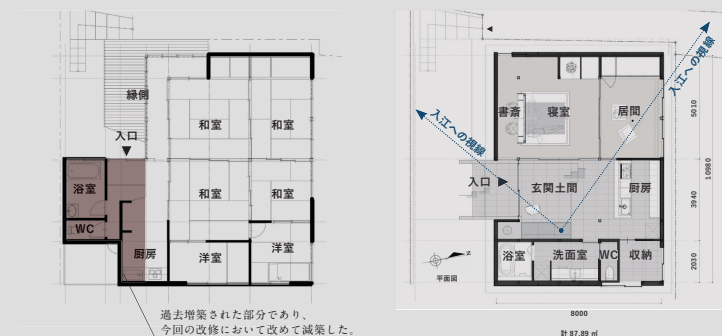 縁側
入口
和室
和室
浴室
和室
和室
WC
厨房
洋室
洋室
過去増築された部分であり、
今回の改修において改めて減築した。
入江への視線
入江への視線
書斎
寝室
居間
入口
玄関土間
厨房
浴室
洗面室
WC
収納
平面図
5010
3940
2030
10980
8000
計 87.89 ㎡